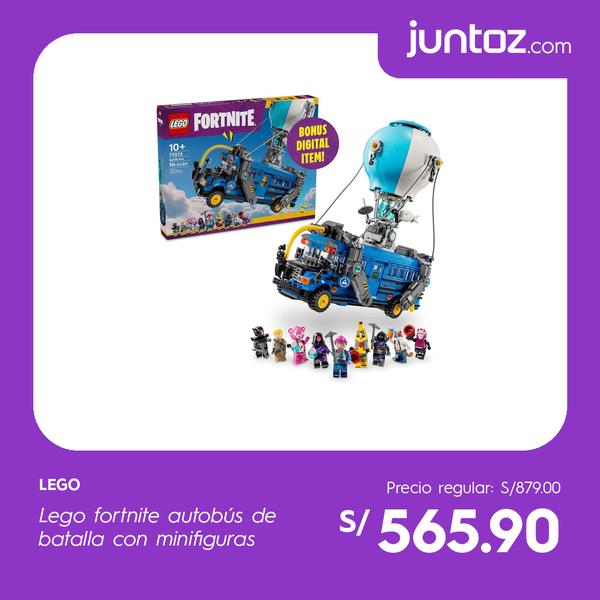 juntoz.com
LEGO FORTNITE
10+
77073
BONUS
DIGITAL
ITEM!
LEGO
Precio regular: S/879.00
Lego fortnite autobús de
batalla con minifiguras
S/ 565.90